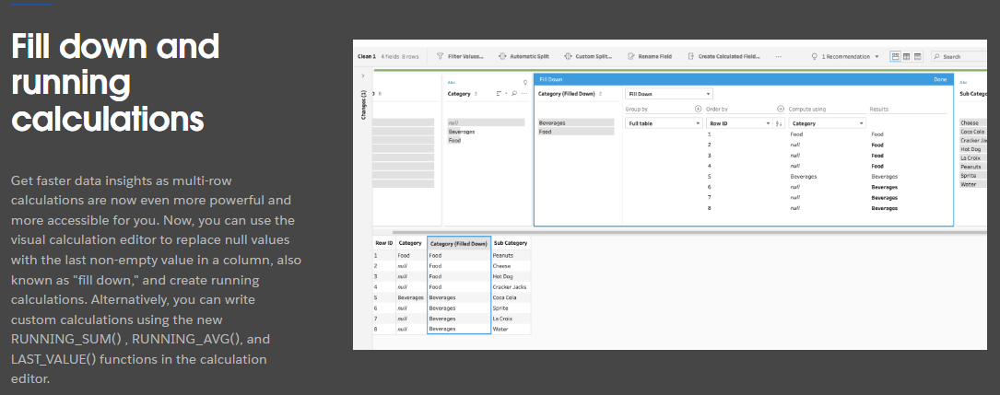 Fill down and
running
calculations
Get faster data insights as multi-row
calculations are now even more powerful and
more accessible for you. Now, you can use the
visual calculation editor to replace null values
with the last non-empty value in a column, also
known as "fill down," and create running
calculations. Alternatively, you can write
custom calculations using the new
RUNNING_SUM() , RUNNING_AVG(), and
LAST_VALUE() functions in the calculation
editor.
Clean 1 4 fields 8 rows Filter Values... Automatic Split Custom Split... Rename Field Create Calculated Field... ... 1 Recommendation Search
Changes (1)
Abc
Category 3
null
Beverages
Food
Fill Down Done
Category (Filled Down) 2
Beverages
Food
Fill Down
Group by Order by Compute using Results
Full table Row ID Category
1 Food Food
2 null Food
3 null Food
4 null Food
5 Beverages Beverages
6 null Beverages
7 null Beverages
8 null Beverages
Abc
Sub Catego
Cheese
Coca Cola
Cracker Ja
Hot Dog
La Croix
Peanuts
Sprite
Water
Row ID Category Category (Filled Down) Sub Category
1 Food Food Peanuts
2 null Food Cheese
3 null Food Hot Dog
4 null Food Cracker Jacks
5 Beverages Beverages Coca Cola
6 null Beverages Sprite
7 null Beverages La Croix
8 null Beverages Water